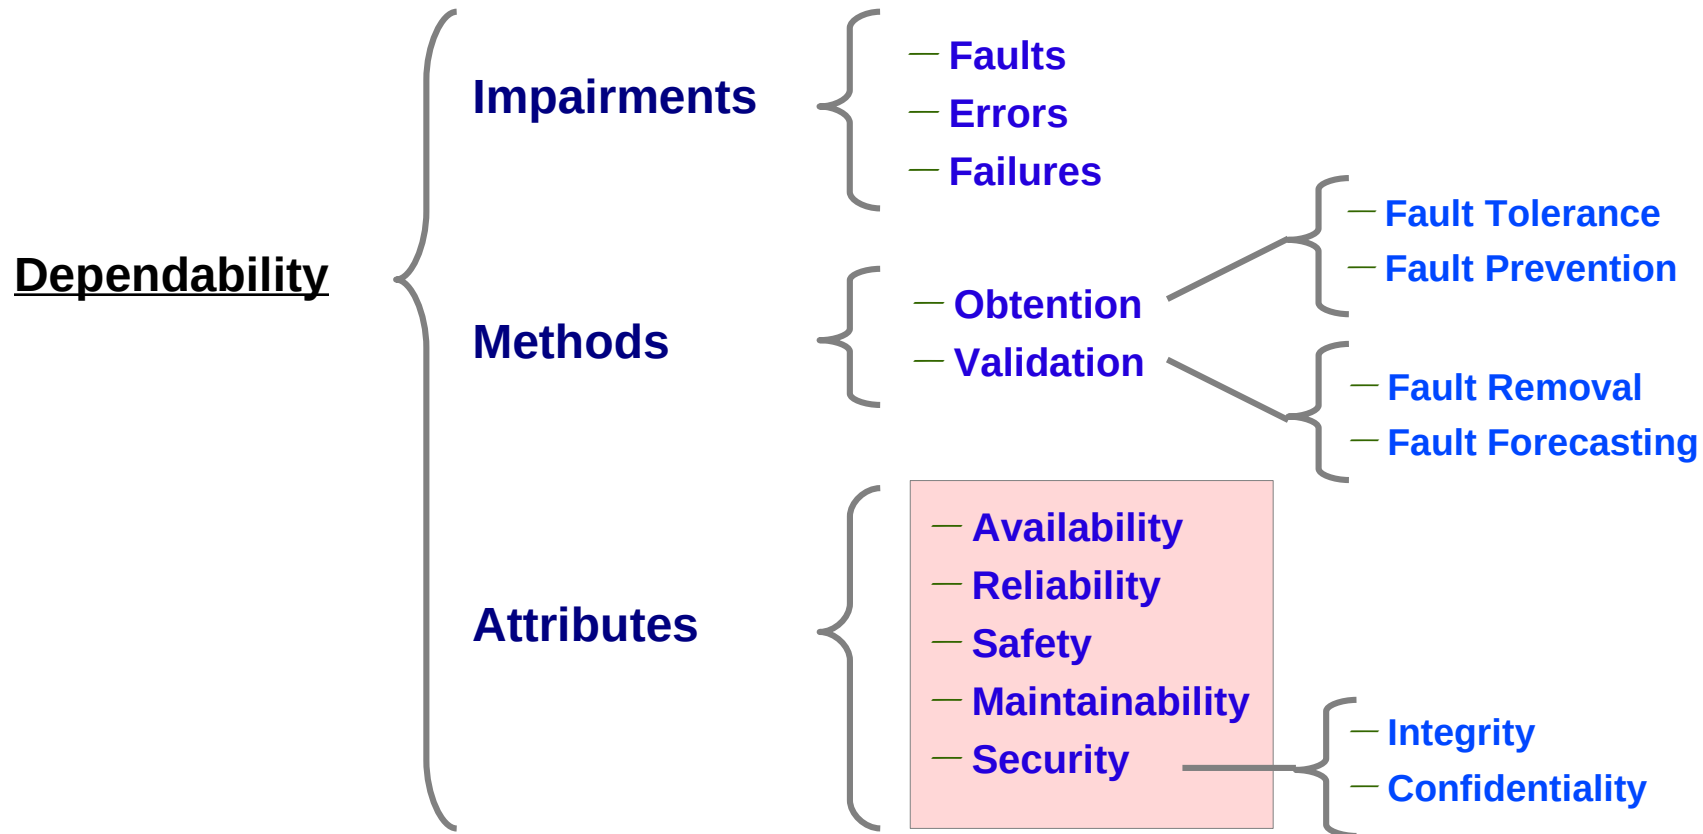 Dependability
Impairments
— Faults
— Errors
— Failures
Methods
— Obtention
— Validation
— Fault Tolerance
— Fault Prevention
— Fault Removal
— Fault Forecasting
Attributes
— Availability
— Reliability
— Safety
— Maintainability
— Security
— Integrity
— Confidentiality